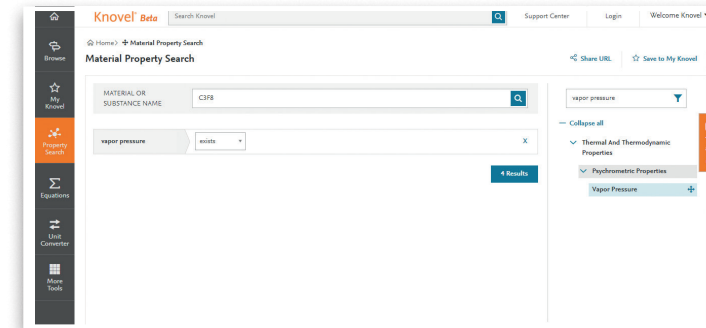 Knovel® Beta
Search Knovel
Support Center
Login
Welcome Knovel
Home > Material Property Search
Material Property Search
Share URL
Save to My Knovel
Browse
My
Knovel
Property
Search
Equations
Unit
Converter
More
Tools
MATERIAL OR
SUBSTANCE NAME
C3F8
vapor pressure
exists
X
4 Results
vapor pressure
Collapse all
Thermal And Thermodynamic
Properties
Psychrometric Properties
Vapor Pressure